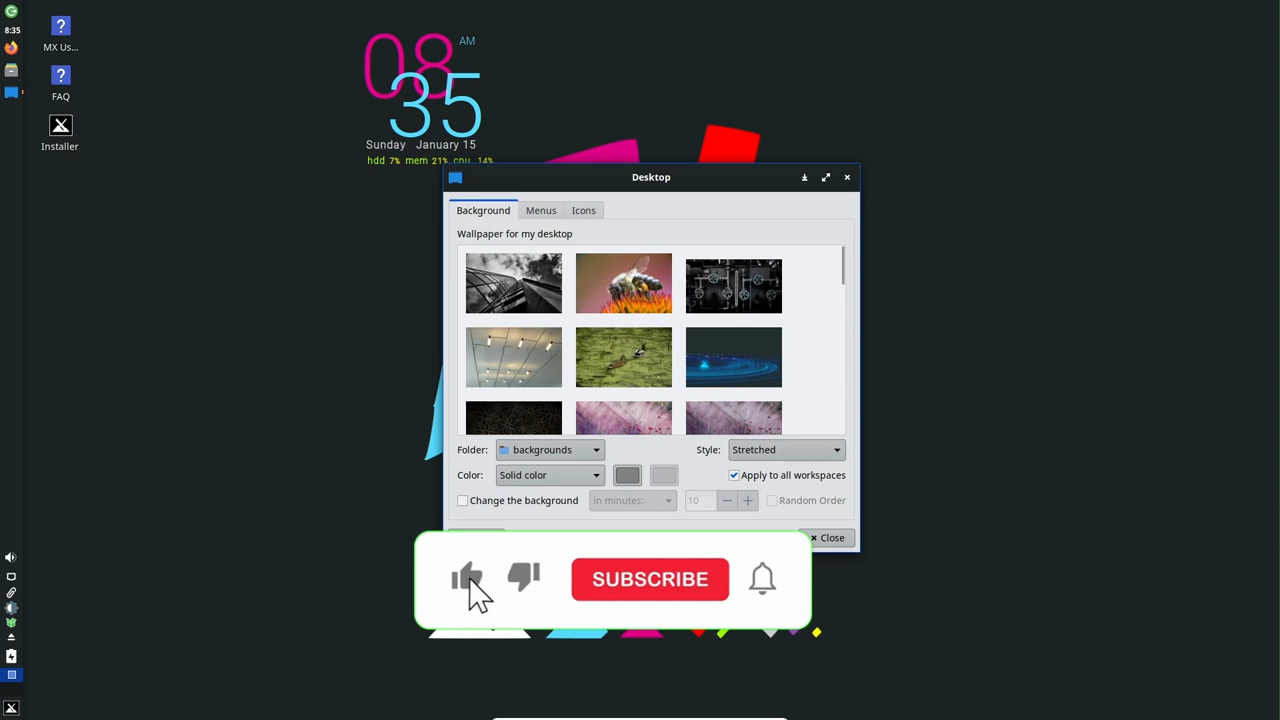 8:35
MX Us...
FAQ
Installer
08 AM
35
Sunday January 15
hdd 7% mem 21% cpu 14%
Desktop
Background Menus Icons
Wallpaper for my desktop
Folder: backgrounds Style: Stretched
Color: Solid color Apply to all workspaces
Change the background in minutes: 10 Random Order
Close
SUBSCRIBE